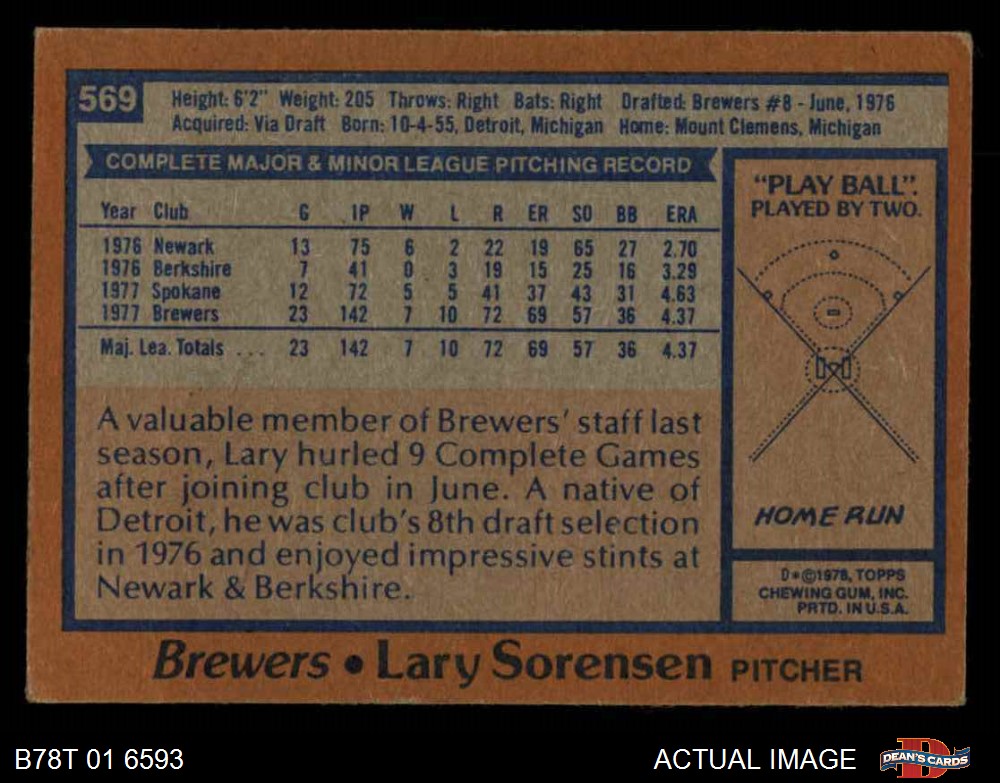 569
Height: 6'2" Weight: 205 Throws: Right Bats: Right Drafted: Brewers #8 - June, 1976
Acquired: Via Draft Born: 10-4-55, Detroit, Michigan Home: Mount Clemens, Michigan
COMPLETE MAJOR & MINOR LEAGUE PITCHING RECORD
Year Club G IP W L R ER SO BB ERA
1976 Newark 13 75 6 2 22 19 65 27 2.70
1976 Berkshire 7 41 0 3 19 15 25 16 3.29
1977 Spokane 12 72 5 5 41 37 43 31 4.63
1977 Brewers 23 142 7 10 72 69 57 36 4.37
Maj. Lea. Totals ... 23 142 7 10 72 69 57 36 4.37
A valuable member of Brewers' staff last
season, Lary hurled 9 Complete Games
after joining club in June. A native of
Detroit, he was club's 8th draft selection
in 1976 and enjoyed impressive stints at
Newark & Berkshire.
"PLAY BALL".
PLAYED BY TWO.
HOME RUN
D*©1978, TOPPS
CHEWING GUM, INC.
PRTD. IN U.S.A.
Brewers • Lary Sorensen PITCHER
B78T 01 6593
ACTUAL IMAGE
D
DEAN'S CARDS